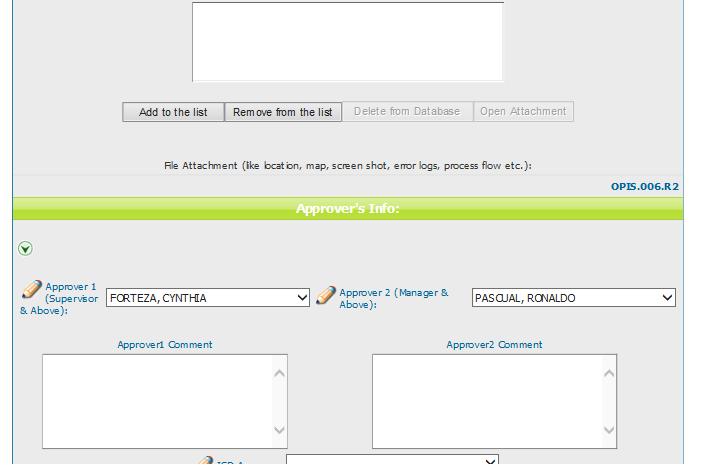 Add to the list Remove from the list Delete from Database Open Attachment
File Attachment (like location, map, screen shot, error logs, process flow etc.):
OPIS.006.R2
Approver's Info:
Approver 1
(Supervisor
& Above):
FORTEZA, CYNTHIA
Approver 2 (Manager &
Above):
PASCUAL, RONALDO
Approver1 Comment Approver2 Comment